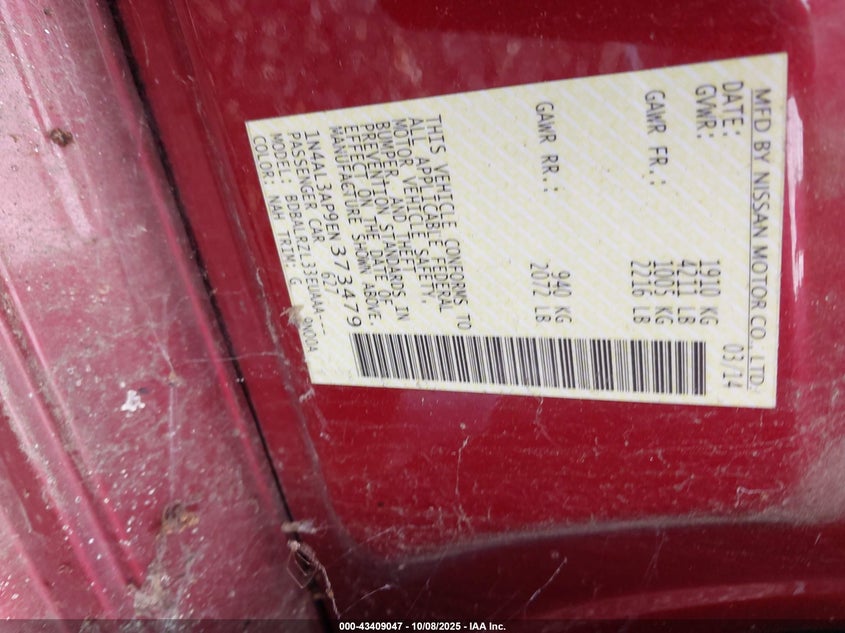 MFD BY NISSAN MOTOR CO., LTD.
DATE: 03/14
GVWR: 1910 KG
4211 LB
GAWR FR.: 1005 KG
2216 LB
GAWR RR.: 940 KG
2072 LB
THIS VEHICLE CONFORMS TO
ALL APPLICABLE FEDERAL
MOTOR VEHICLE SAFETY,
BUMPER, AND THEFT
PREVENTION STANDARDS IN
EFFECT ON THE DATE OF
MANUFACTURE SHOWN ABOVE.
1N4AL3AP9EN373479
PASSENGER CAR 627 9N00A
MODEL: BDBALRZL33EUAAA--
COLOR: NAH TRIM: G
000-43409047 - 10/08/2025 - IAA Inc.